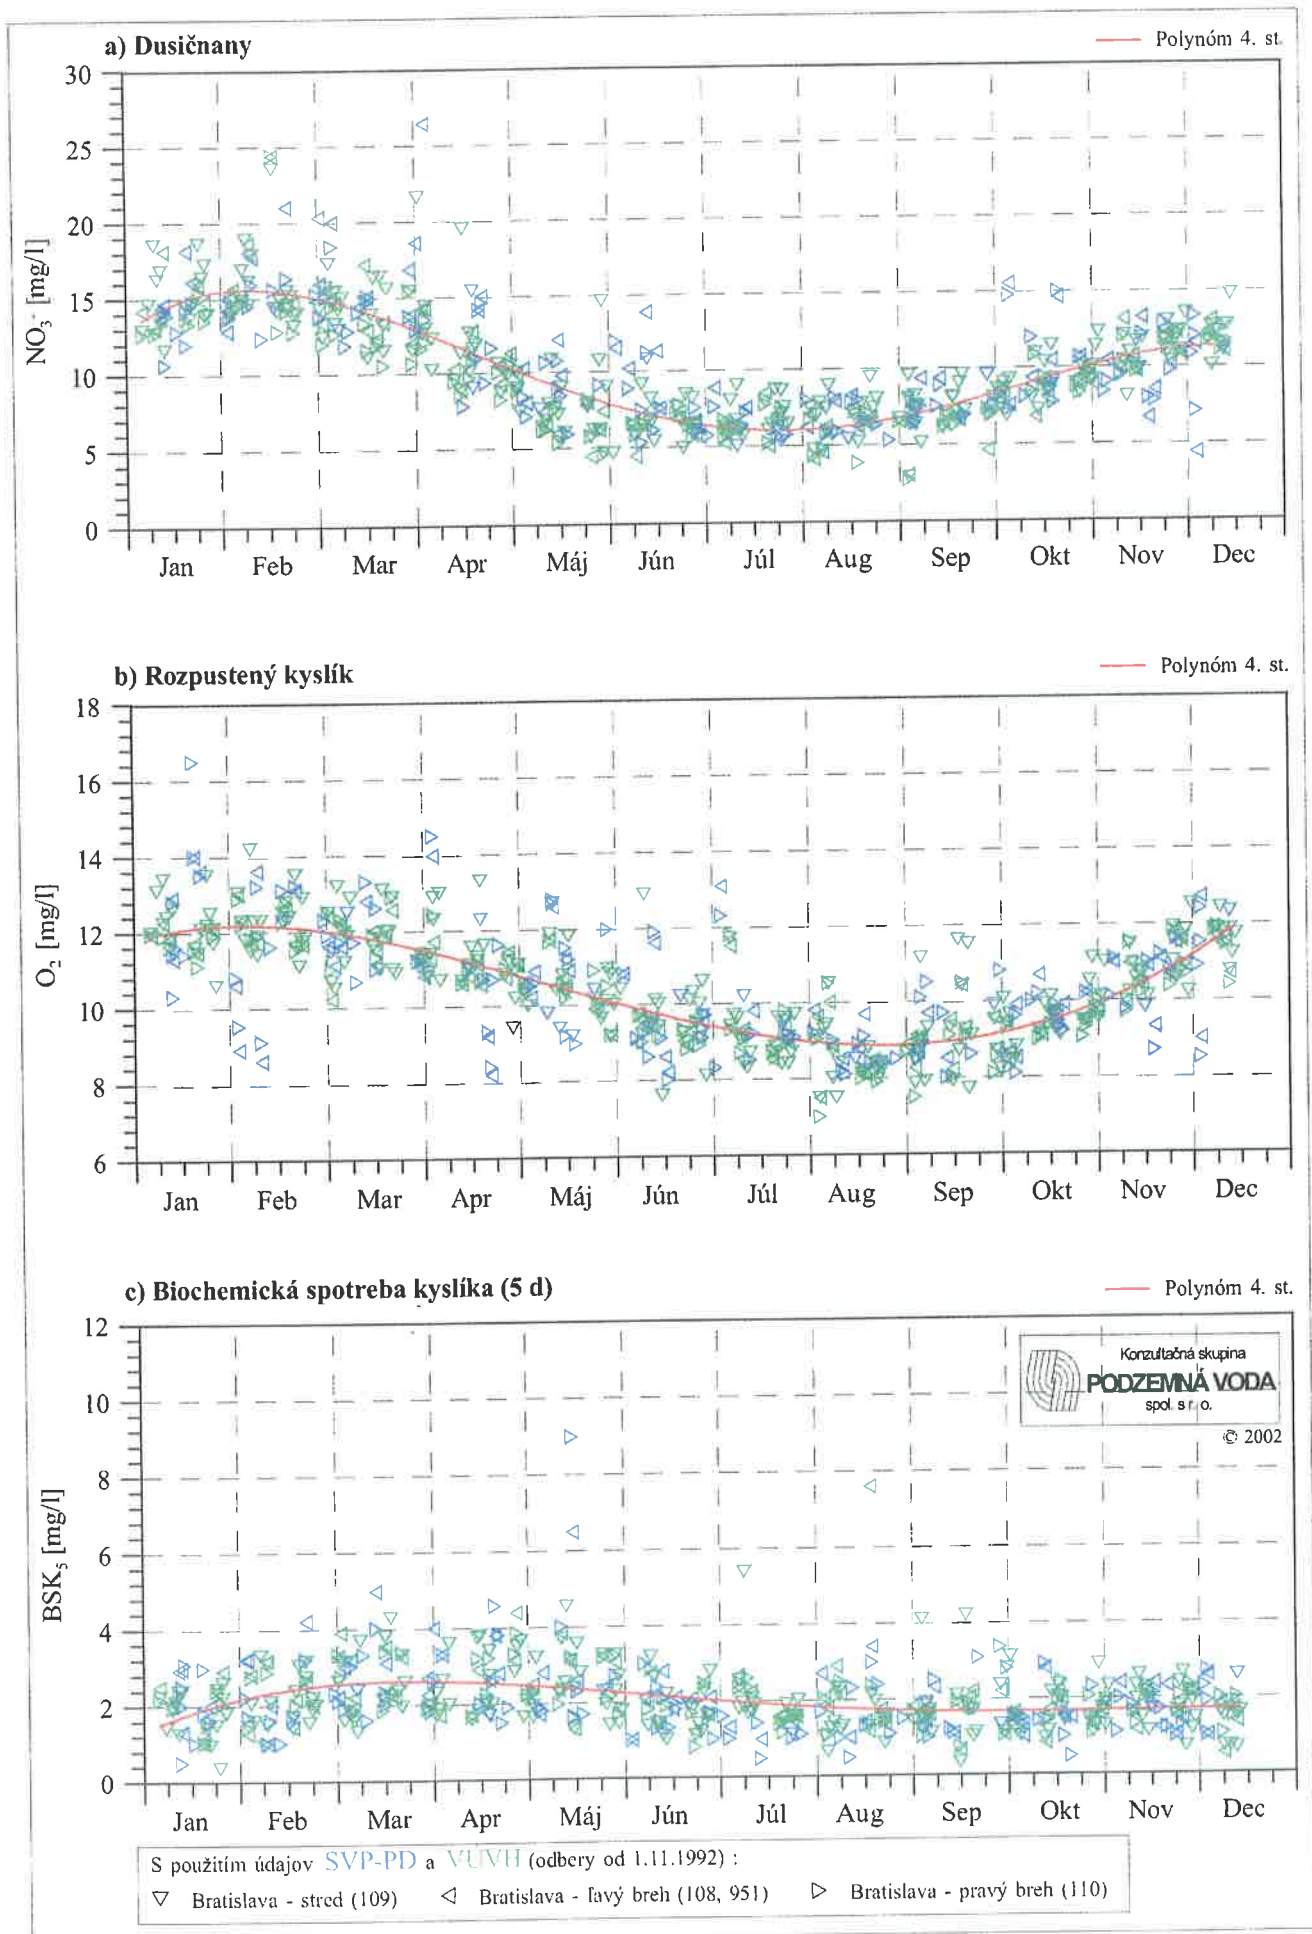 a) Dusičnany
Polynóm 4. st.
NO₃⁻ [mg/l]
30
25
20
15
10
5
0
Jan Feb Mar Apr Máj Jún Júl Aug Sep Okt Nov Dec
b) Rozpustený kyslík
Polynóm 4. st.
O₂ [mg/l]
18
16
14
12
10
8
6
Jan Feb Mar Apr Máj Jún Júl Aug Sep Okt Nov Dec
c) Biochemická spotreba kyslíka (5 d)
Polynóm 4. st.
BSK₅ [mg/l]
12
10
8
6
4
2
0
Konzultačná skupina
PODZEMNÁ VODA
spol. s r. o.
© 2002
Jan Feb Mar Apr Máj Jún Júl Aug Sep Okt Nov Dec
S použitím údajov SVP-PD a VÚVH (odbery od 1.11.1992) :
▽ Bratislava - stred (109) ◁ Bratislava - ľavý breh (108, 951) ▷ Bratislava - pravý breh (110)